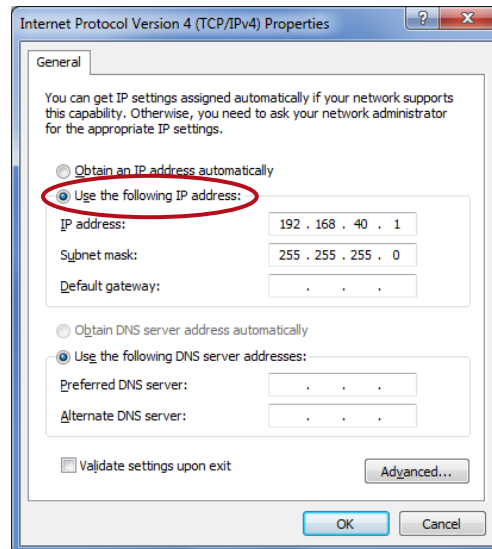 Internet Protocol Version 4 (TCP/IPv4) Properties
General
You can get IP settings assigned automatically if your network supports
this capability. Otherwise, you need to ask your network administrator
for the appropriate IP settings.
Obtain an IP address automatically
Use the following IP address:
IP address: 192 . 168 . 40 . 1
Subnet mask: 255 . 255 . 255 . 0
Default gateway: . . .
Obtain DNS server address automatically
Use the following DNS server addresses:
Preferred DNS server: . . .
Alternate DNS server: . . .
Validate settings upon exit
Advanced...
OK Cancel